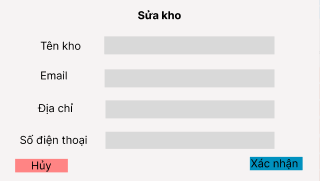 Sửa kho
Tên kho
Email
Địa chỉ
Số điện thoại
Hủy
Xác nhận